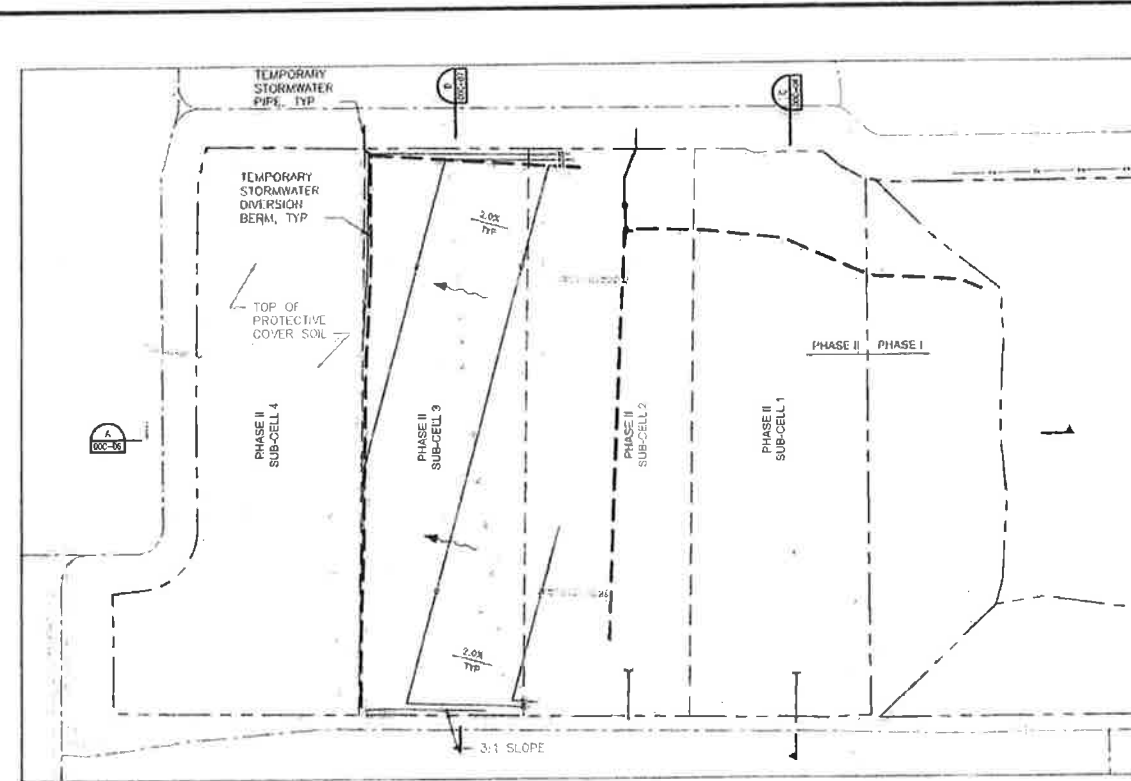 TEMPORARY
STORMWATER
PIPE, TYP
D
C
TEMPORARY
STORMWATER
DIVERSION
BERM, TYP
2.0%
TYP
TOP OF
PROTECTIVE
COVER SOIL
PHASE II
PHASE I
A
00C-06
PHASE II
SUB-CELL 4
PHASE II
SUB-CELL 3
PHASE II
SUB-CELL 2
PHASE II
SUB-CELL 1
2.0%
TYP
3:1 SLOPE